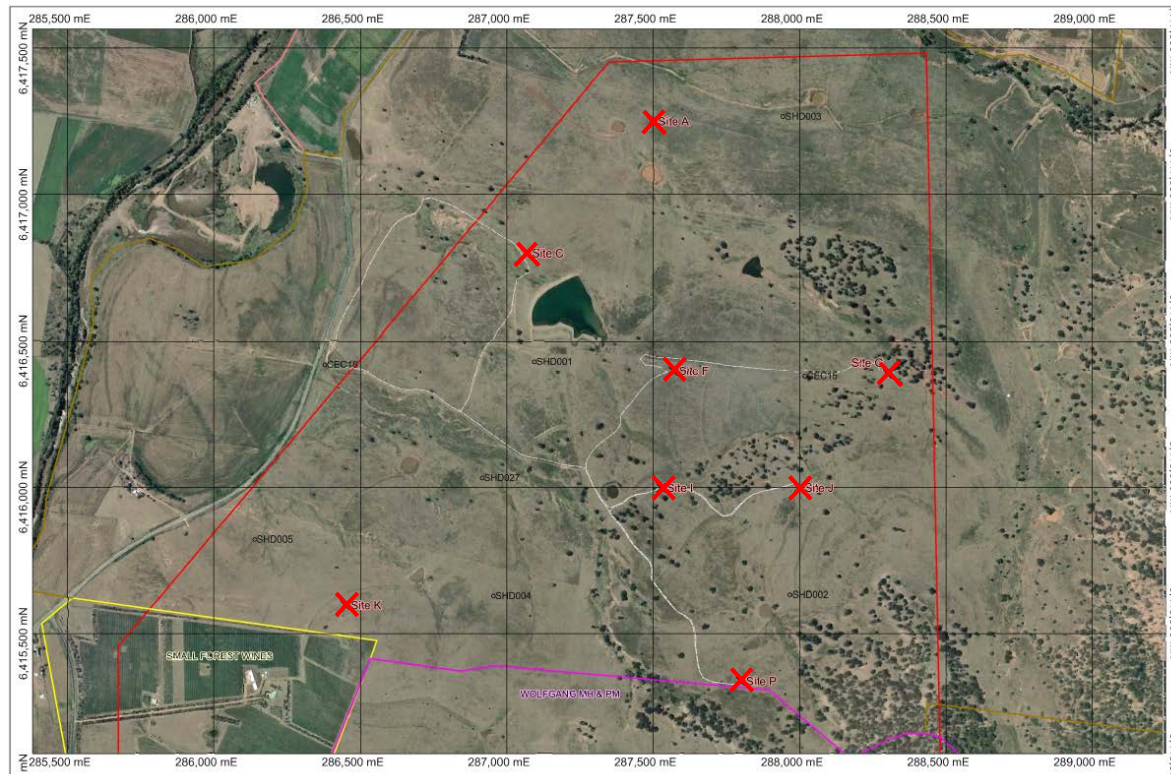 285,500 mE 286,000 mE 286,500 mE 287,000 mE 287,500 mE 288,000 mE 288,500 mE 289,000 mE
6,417,500 mN
SHD003
Site A
6,417,000 mN
Site C
6,416,500 mN
SHD001
Site F
Site G
CEC15
6,416,000 mN
SHD027
Site I
Site J
SHD005
Site K
SHD004
SHD002
6,415,500 mN
SMALL FOREST WINES
WOLFGANG MH & PM
Site P
mN
285,500 mE 286,000 mE 286,500 mE 287,000 mE 287,500 mE 288,000 mE 288,500 mE 289,000 mE